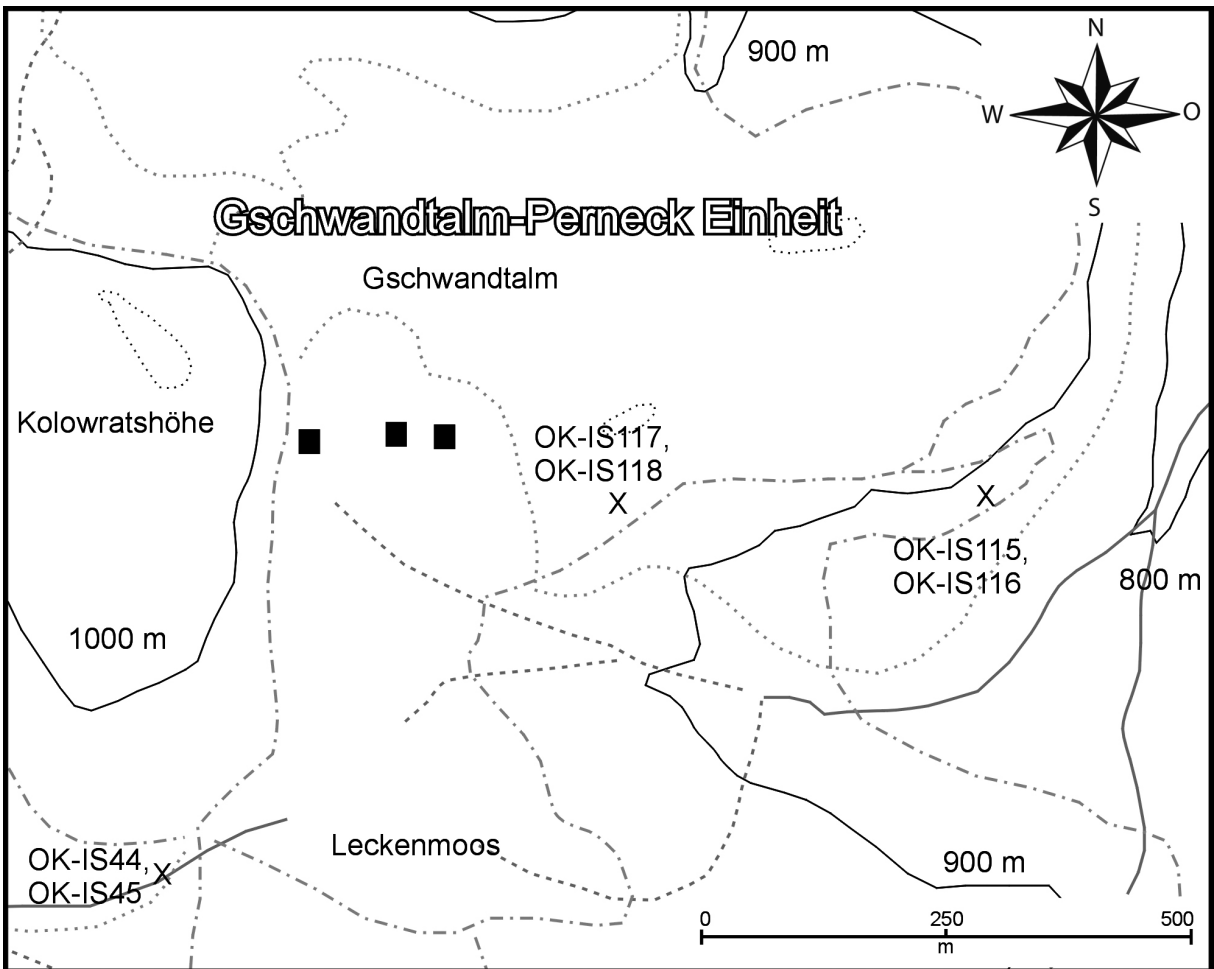 N
900 m
W
O
S
Gschwandtalm-Perneck Einheit
Gschwandtalm
Kolowratshöhe
OK-IS117,
OK-IS118
X
X
OK-IS115,
OK-IS116
800 m
1000 m
Leckenmoos
OK-IS44,
OK-IS45
X
900 m
0 250 500
m